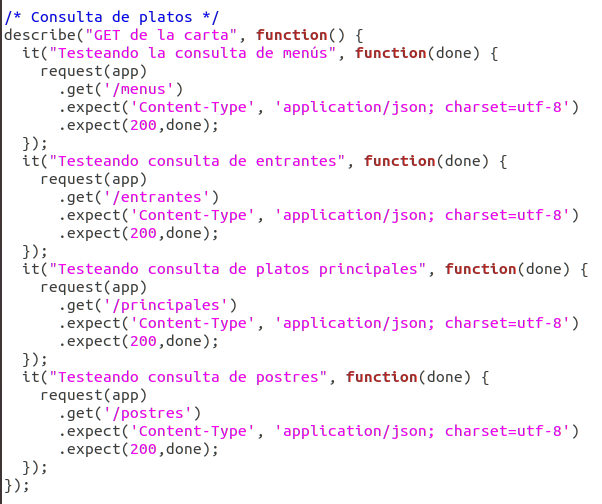 /* Consulta de platos */
describe("GET de la carta", function() {
  it("Testeando la consulta de menús", function(done) {
    request(app)
      .get('/menus')
      .expect('Content-Type', 'application/json; charset=utf-8')
      .expect(200,done);
  });
  it("Testeando consulta de entrantes", function(done) {
    request(app)
      .get('/entrantes')
      .expect('Content-Type', 'application/json; charset=utf-8')
      .expect(200,done);
  });
  it("Testeando consulta de platos principales", function(done) {
    request(app)
      .get('/principales')
      .expect('Content-Type', 'application/json; charset=utf-8')
      .expect(200,done);
  });
  it("Testeando consulta de postres", function(done) {
    request(app)
      .get('/postres')
      .expect('Content-Type', 'application/json; charset=utf-8')
      .expect(200,done);
  });
});